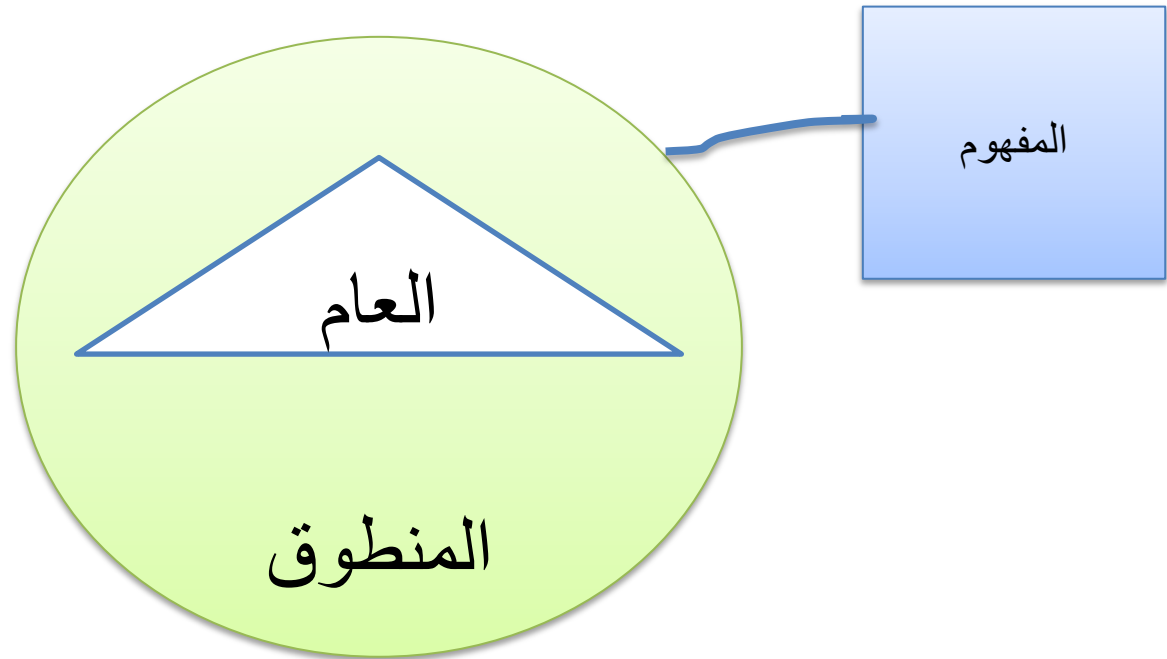 المفهوم
العام
المنطوق